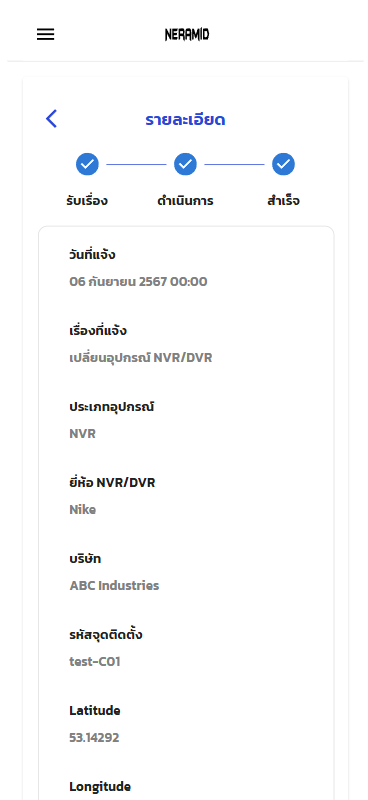 NERAMID
รายละเอียด
รับเรื่อง ดำเนินการ สำเร็จ
วันที่แจ้ง
06 กันยายน 2567 00:00
เรื่องที่แจ้ง
เปลี่ยนอุปกรณ์ NVR/DVR
ประเภทอุปกรณ์
NVR
ยี่ห้อ NVR/DVR
Nike
บริษัท
ABC Industries
รหัสจุดติดตั้ง
test-C01
Latitude
53.14292
Longitude